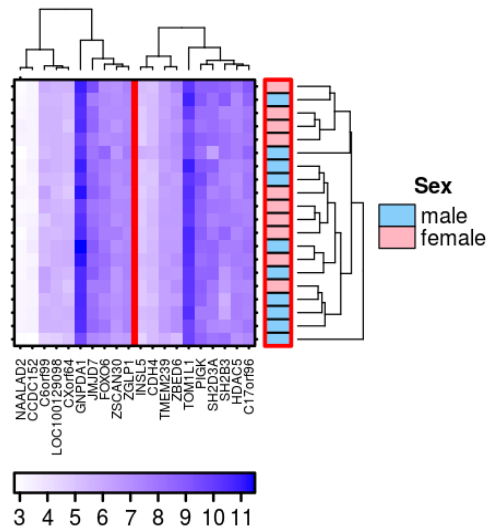 Sex
male
female
NAALAD2
CCDC152
C6orf99
LOC100129098
CXorf64
GNPDA1
JMJD7
FOXO6
ZSCAN30
ZGLP1
INSL5
CDH4
TMEM239
ZBED6
TOM1L1
PIGK
SH2D3A
SH2B3
HDAC5
C17orf96
3 4 5 6 7 8 9 10 11